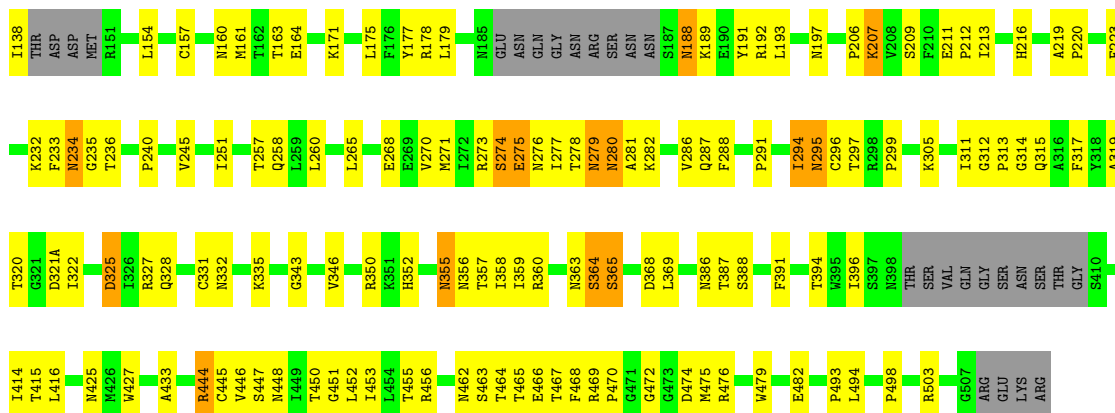 I138 THR ASP ASP MET R151 L154 C157 N160 M161 T162 T163 E164 K171 L175 F176 Y177 R178 L179 N185 GLU ASN GLN GLY ASN ARG SER ASN ASN S187 N188 K189 E190 Y191 R192 L193 N197 P206 K207 V208 S209 F210 E211 P212 I213 H216 A219 P220
K232 F233 N234 G235 T236 P240 V245 I251 T257 Q258 L259 L260 L265 E268 E269 V270 M271 I272 R273 S274 E275 N276 I277 T278 N279 N280 A281 K282 V286 Q287 F288 P291 I294 N295 C296 T297 R298 P299 K305 I311 G312 P313 G314 Q315 A316 F317 Y318 A319
T320 G321 D321A I322 D325 I326 R327 Q328 C331 N332 K335 G343 V346 R350 K351 H352 N355 N356 T357 I358 I359 R360 N363 S364 S365 D368 L369 N386 T387 S388 F391 T394 W395 I396 S397 N398 THR SER VAL GLN GLY SER ASN SER THR GLY S410
I414 T415 L416 N425 M426 W427 A433 R444 C445 V446 S447 N448 I449 T450 G451 L452 I453 L454 T455 R456 N462 S463 T464 T465 E466 T467 F468 R469 P470 G471 G472 G473 D474 M475 R476 W479 E482 P493 L494 P498 R503 G507 ARG GLU LYS ARG